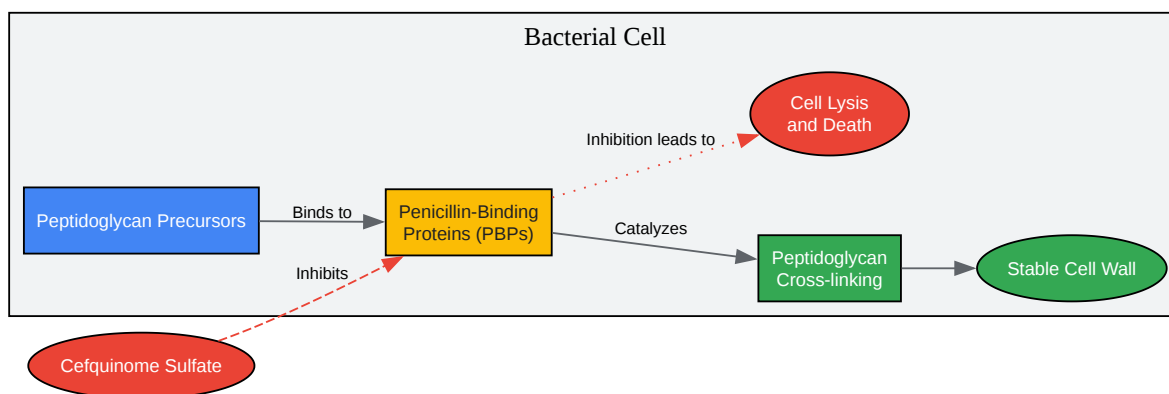 Bacterial Cell
Cell Lysis
and Death
Inhibition leads to
Peptidoglycan Precursors
Binds to
Penicillin-Binding
Proteins (PBPs)
Catalyzes
Peptidoglycan
Cross-linking
Stable Cell Wall
Inhibits
Cefquinome Sulfate